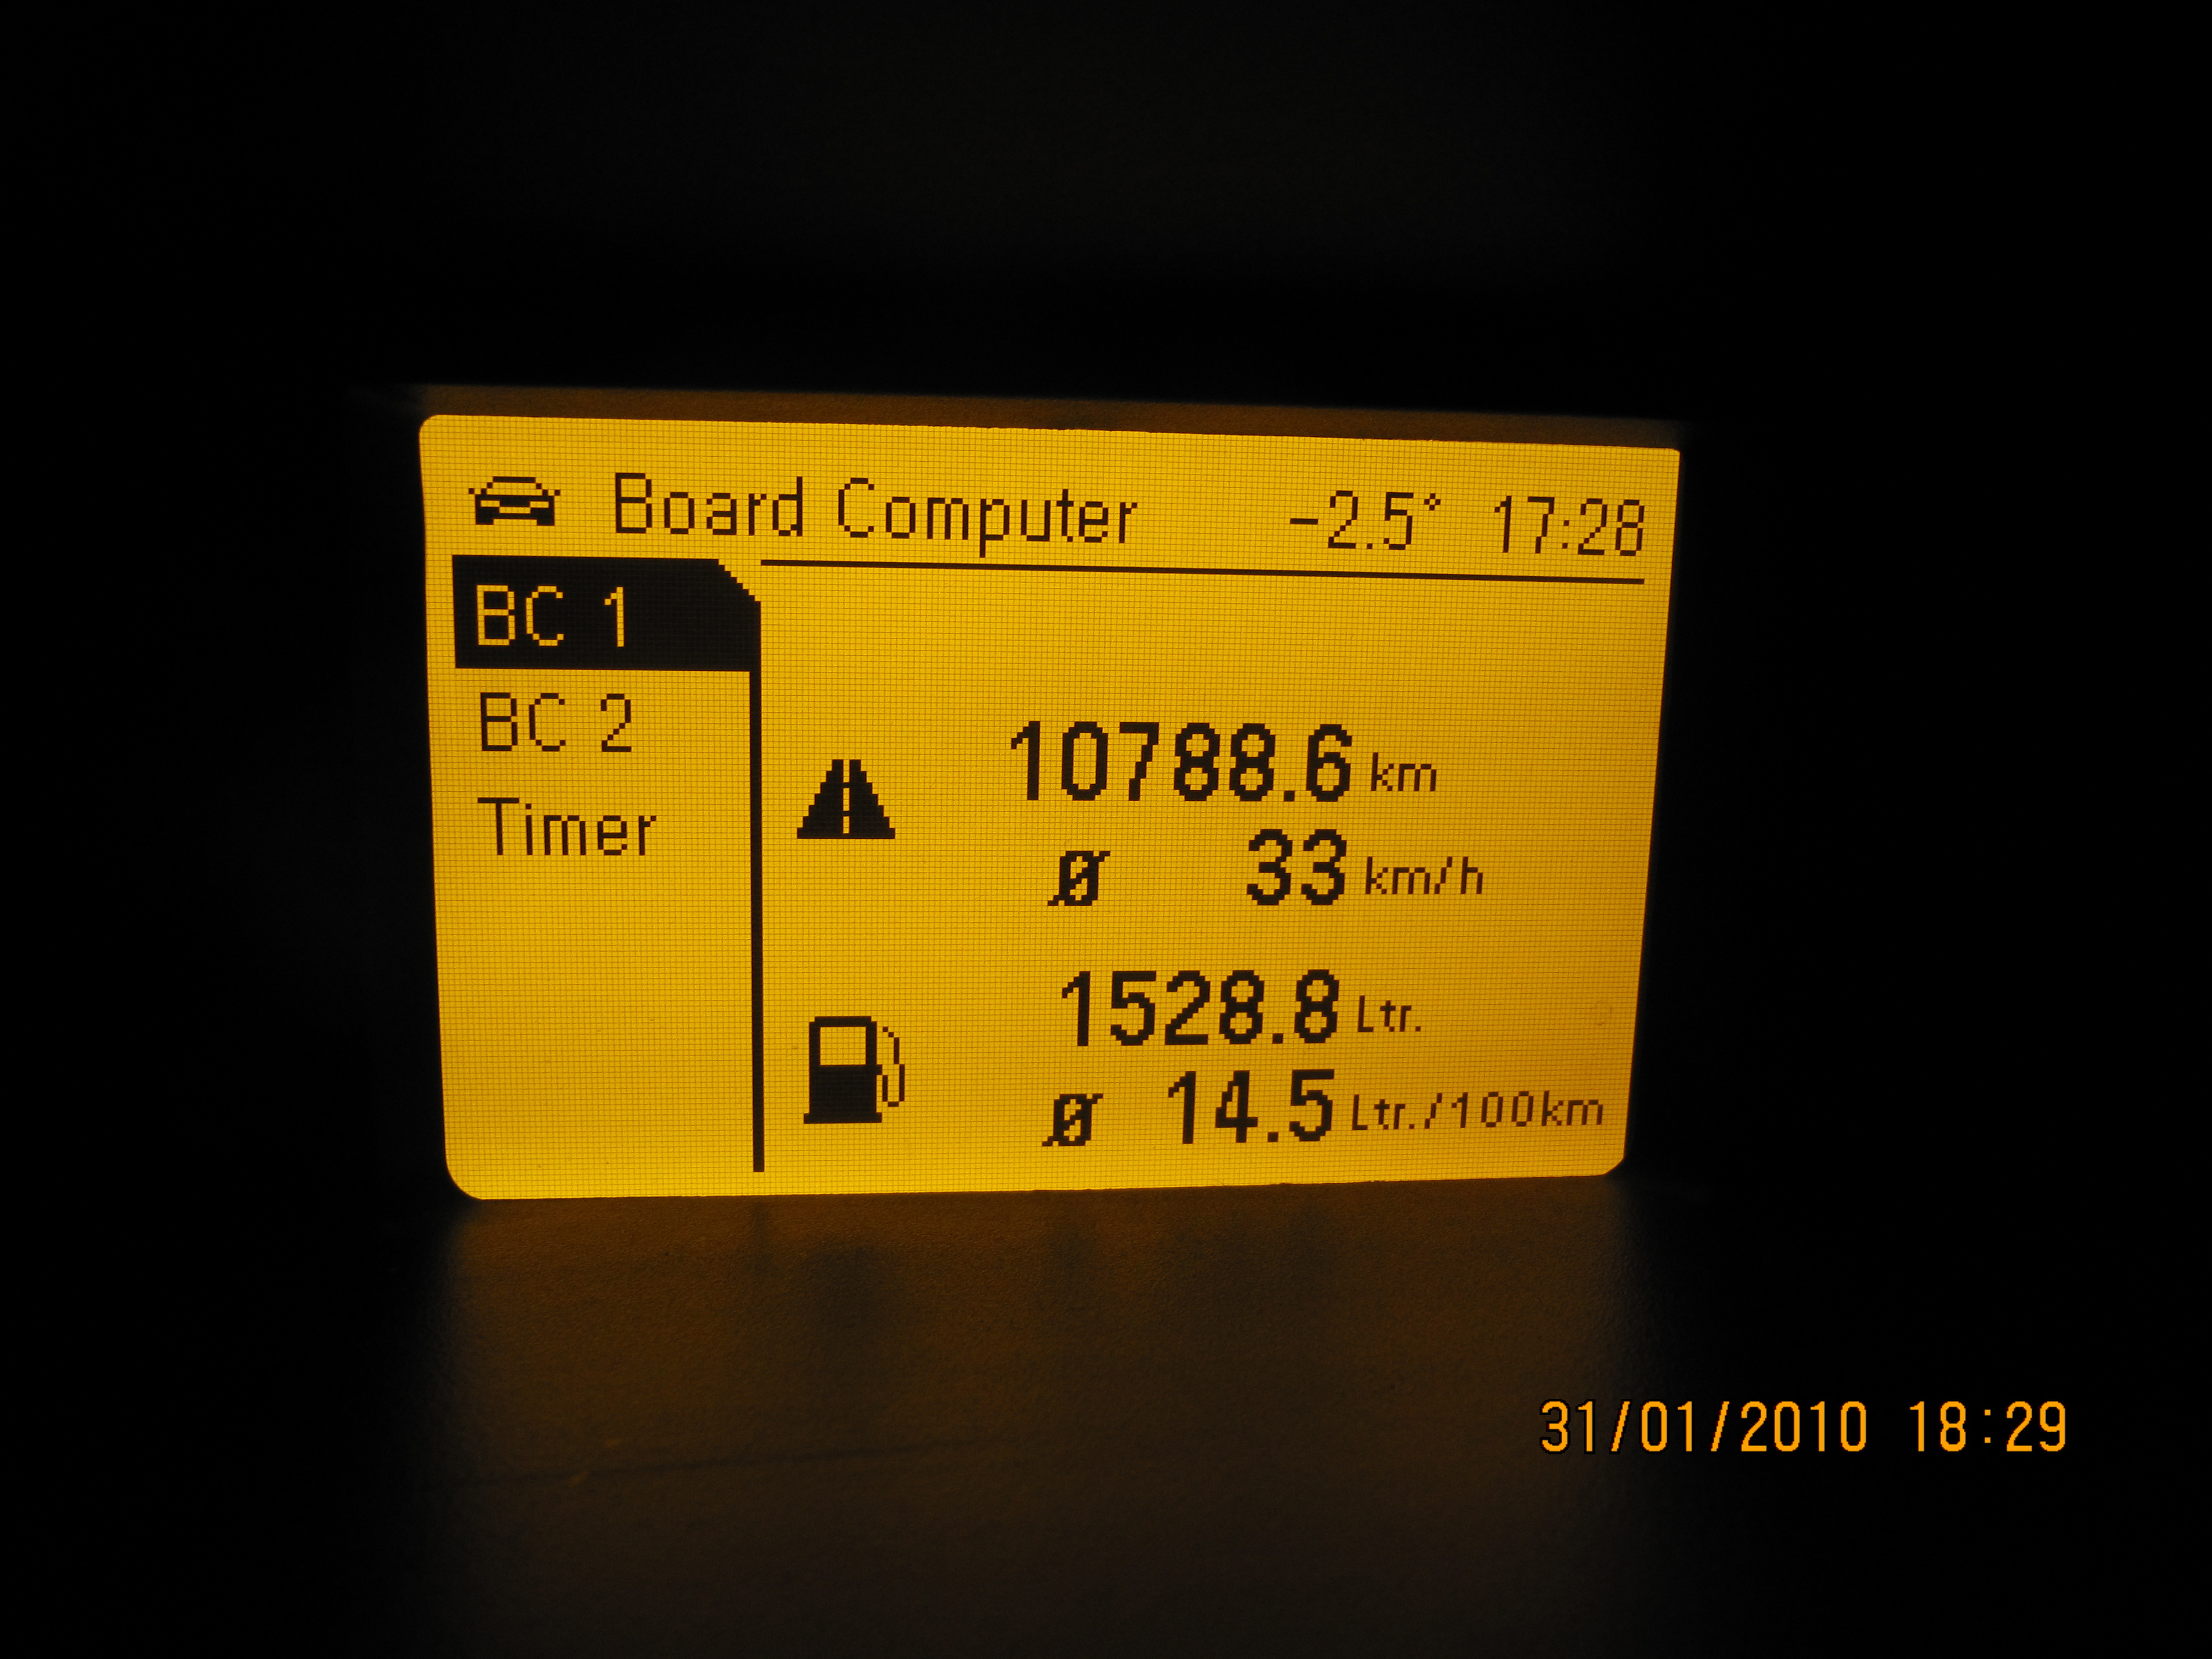 Board Computer -2.5° 17:28
BC 1
BC 2
Timer
10788.6 km
Ø 33 km/h
1528.8 Ltr.
Ø 14.5 Ltr./100km
31/01/2010 18:29